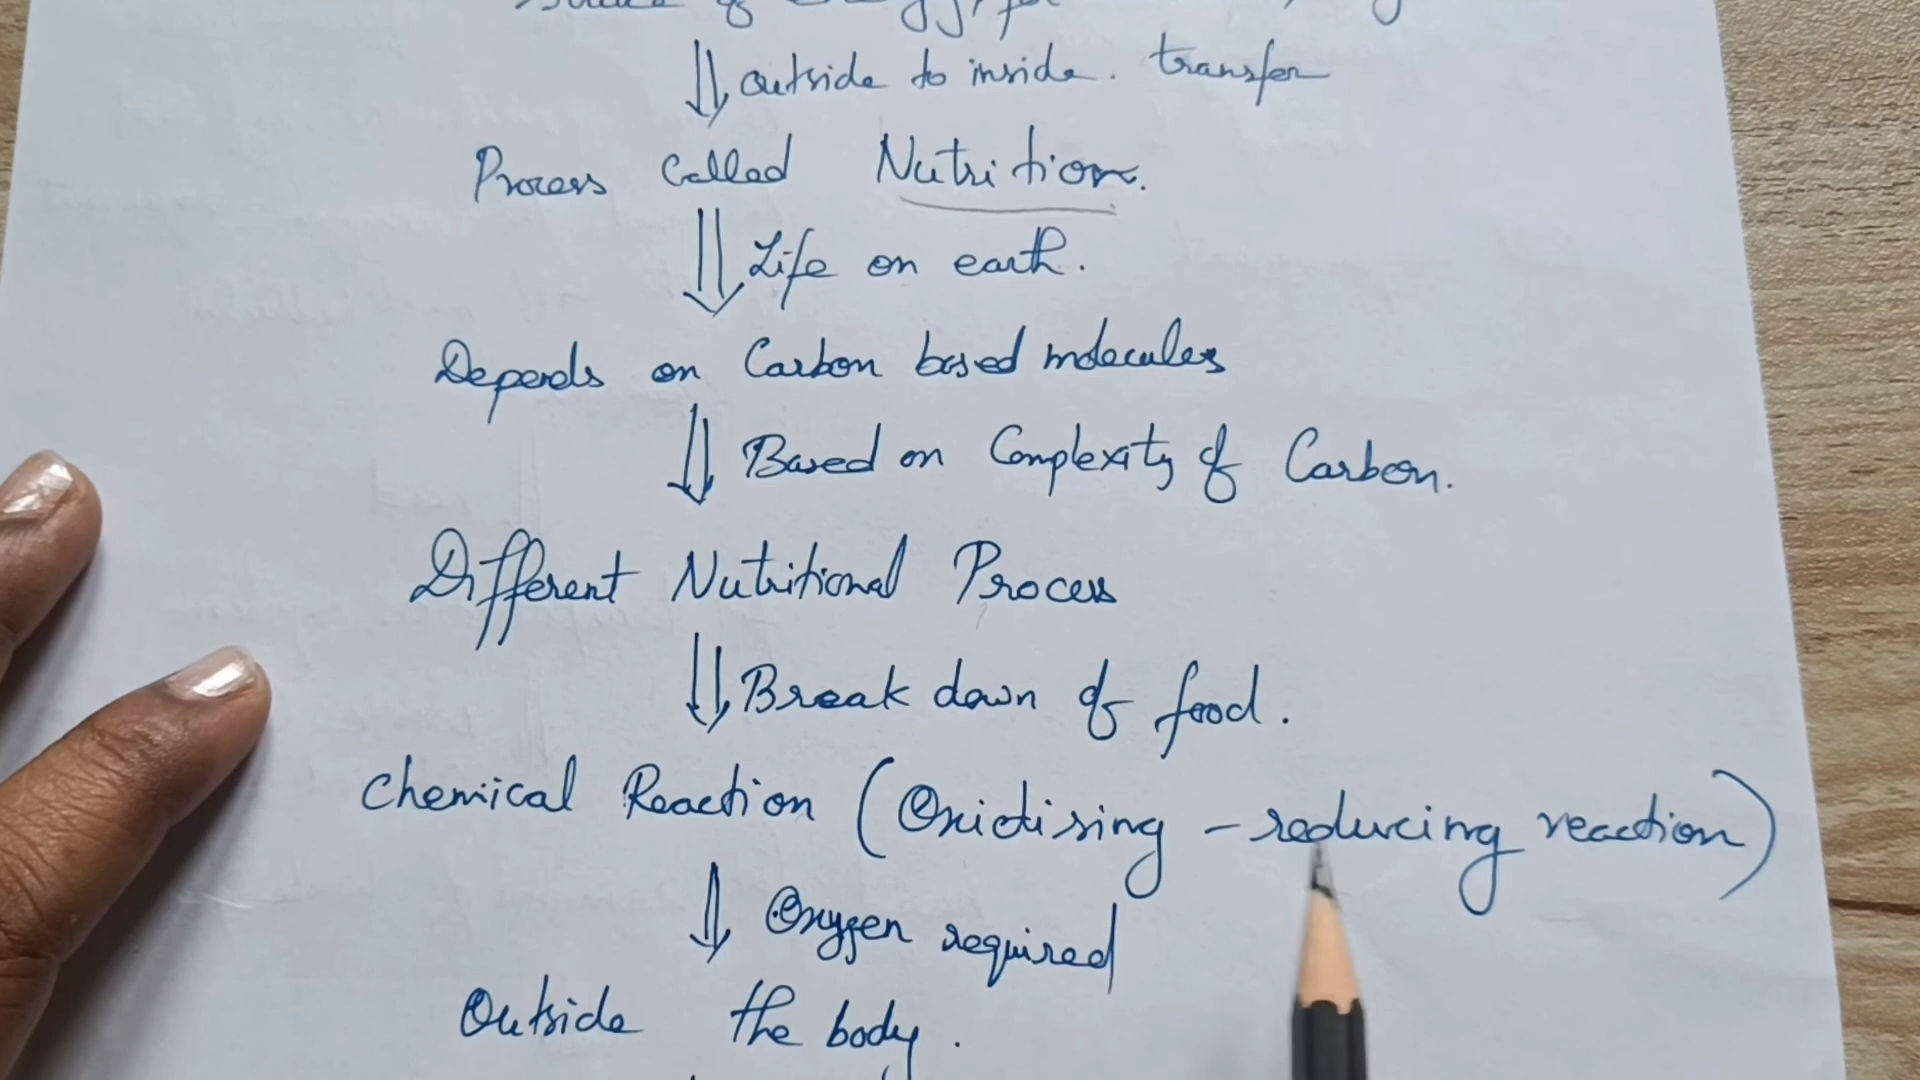 of
outside to inside. transfer
Process Called Nutrition.
Life on earth.
Depends on Carbon based molecules
Based on Complexity of Carbon.
Different Nutritional Process
Break down of food.
Chemical Reaction (Oxidising - reducing reaction)
Oxygen required
Outside the body.